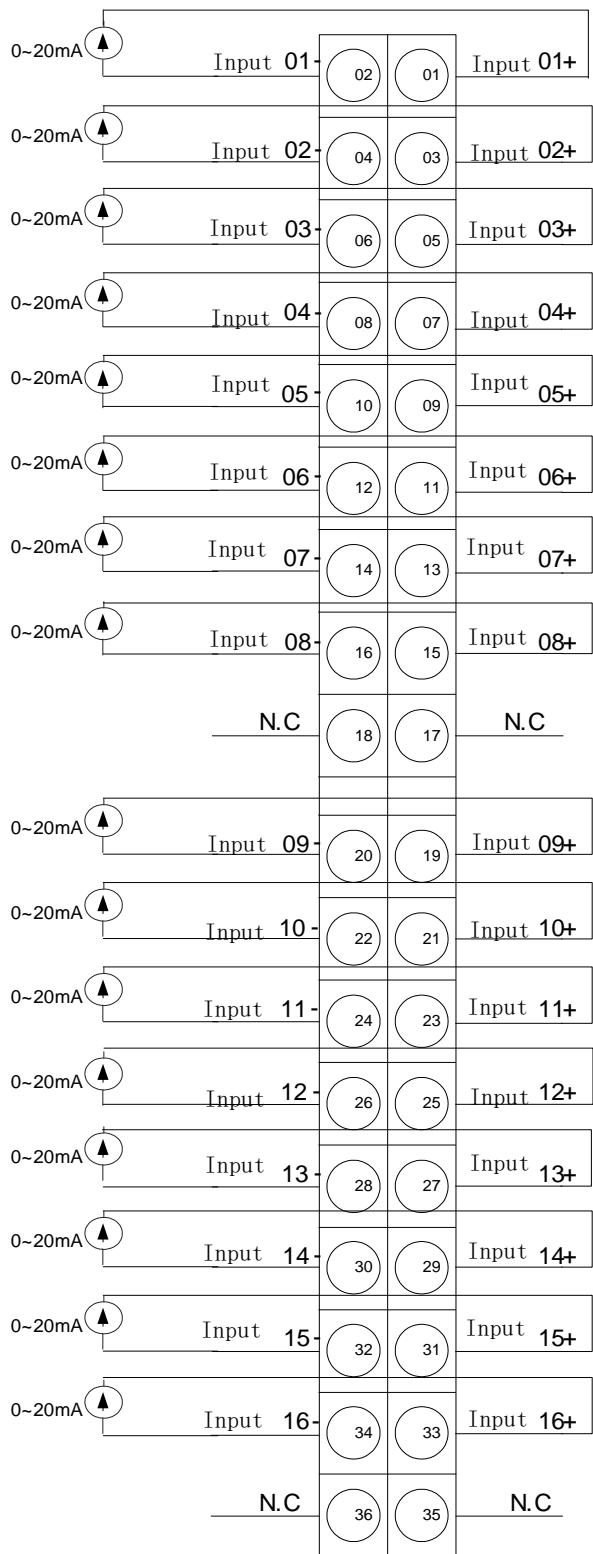 0~20mA Input 01- 02 01 Input 01+
0~20mA Input 02- 04 03 Input 02+
0~20mA Input 03- 06 05 Input 03+
0~20mA Input 04- 08 07 Input 04+
0~20mA Input 05- 10 09 Input 05+
0~20mA Input 06- 12 11 Input 06+
0~20mA Input 07- 14 13 Input 07+
0~20mA Input 08- 16 15 Input 08+
N.C 18 17 N.C
0~20mA Input 09- 20 19 Input 09+
0~20mA Input 10- 22 21 Input 10+
0~20mA Input 11- 24 23 Input 11+
0~20mA Input 12- 26 25 Input 12+
0~20mA Input 13- 28 27 Input 13+
0~20mA Input 14- 30 29 Input 14+
0~20mA Input 15- 32 31 Input 15+
0~20mA Input 16- 34 33 Input 16+
N.C 36 35 N.C